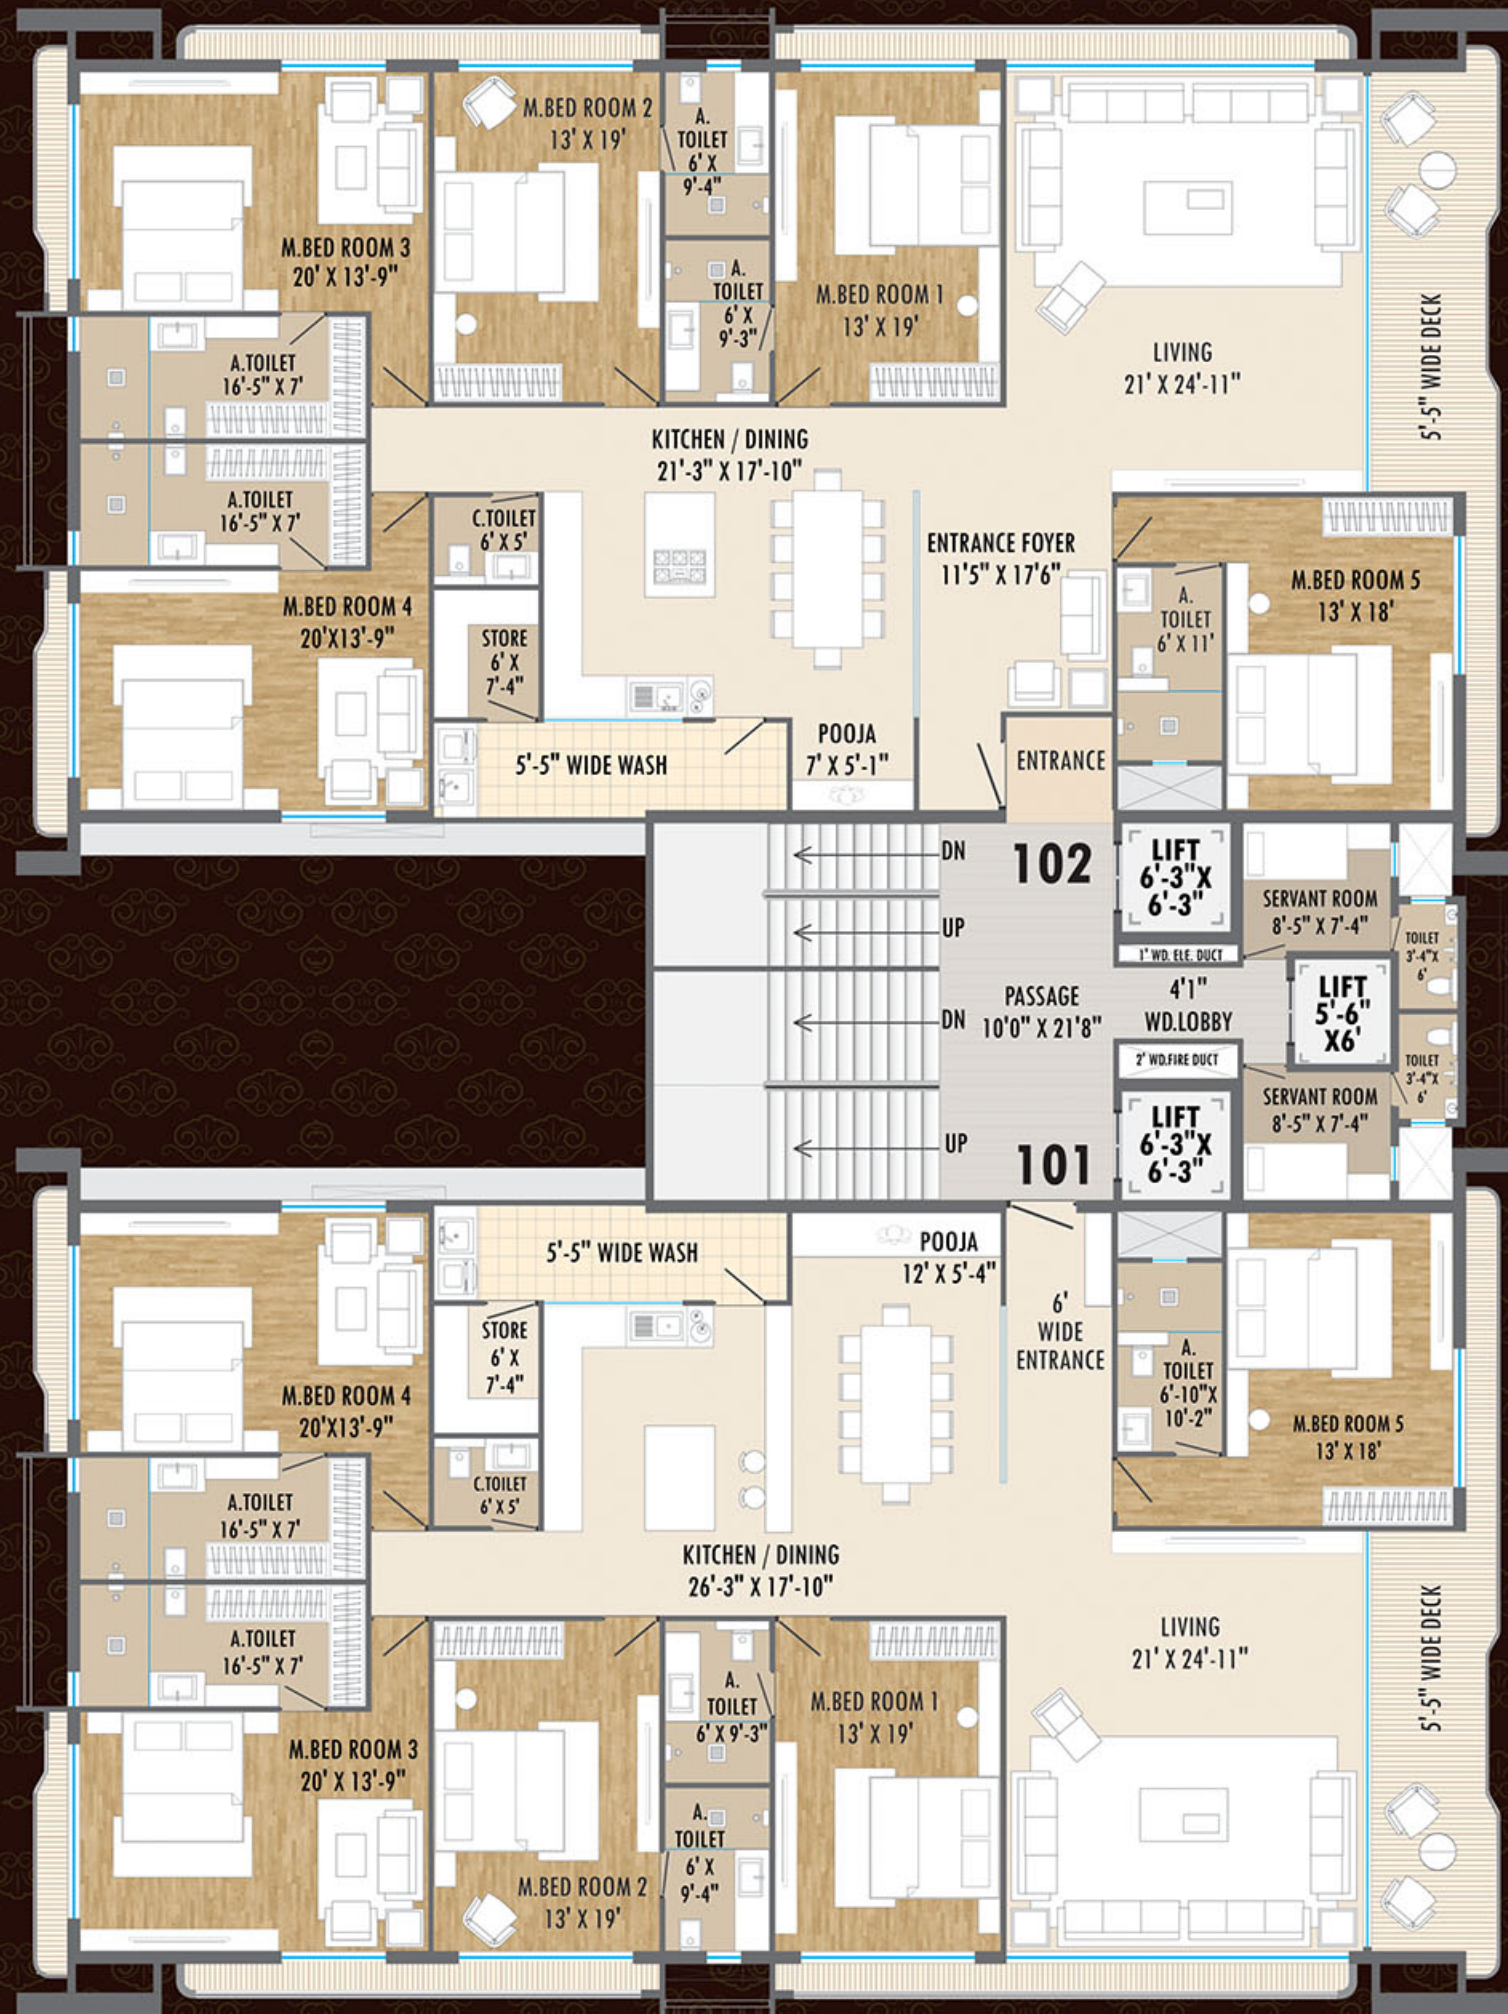 M.BED ROOM 3
20' X 13'-9"
M.BED ROOM 2
13' X 19'
A.
TOILET
6' X
9'-4"
A.
TOILET
6' X
9'-3"
M.BED ROOM 1
13' X 19'
LIVING
21' X 24'-11"
5'-5" WIDE DECK
A.TOILET
16'-5" X 7'
A.TOILET
16'-5" X 7'
KITCHEN / DINING
21'-3" X 17'-10"
C.TOILET
6' X 5'
ENTRANCE FOYER
11'5" X 17'6"
M.BED ROOM 5
13' X 18'
A.
TOILET
6' X 11'
M.BED ROOM 4
20'X13'-9"
STORE
6' X
7'-4"
5'-5" WIDE WASH
POOJA
7' X 5'-1"
ENTRANCE
DN
102
LIFT
6'-3"X
6'-3"
SERVANT ROOM
8'-5" X 7'-4"
UP
1' WD. ELE. DUCT
TOILET
3'-4"X
6'
PASSAGE
10'0" X 21'8"
4'1"
WD.LOBBY
LIFT
5'-6"
X6'
DN
2' WD.FIRE DUCT
TOILET
3'-4"X
6'
SERVANT ROOM
8'-5" X 7'-4"
UP
101
LIFT
6'-3"X
6'-3"
5'-5" WIDE WASH
POOJA
12' X 5'-4"
6'
WIDE
ENTRANCE
STORE
6' X
7'-4"
A.
TOILET
6'-10"X
10'-2"
M.BED ROOM 4
20'X13'-9"
M.BED ROOM 5
13' X 18'
C.TOILET
6' X 5'
A.TOILET
16'-5" X 7'
KITCHEN / DINING
26'-3" X 17'-10"
A.TOILET
16'-5" X 7'
LIVING
21' X 24'-11"
5'-5" WIDE DECK
A.
TOILET
6' X 9'-3"
M.BED ROOM 1
13' X 19'
M.BED ROOM 3
20' X 13'-9"
A.
TOILET
6' X
9'-4"
M.BED ROOM 2
13' X 19'